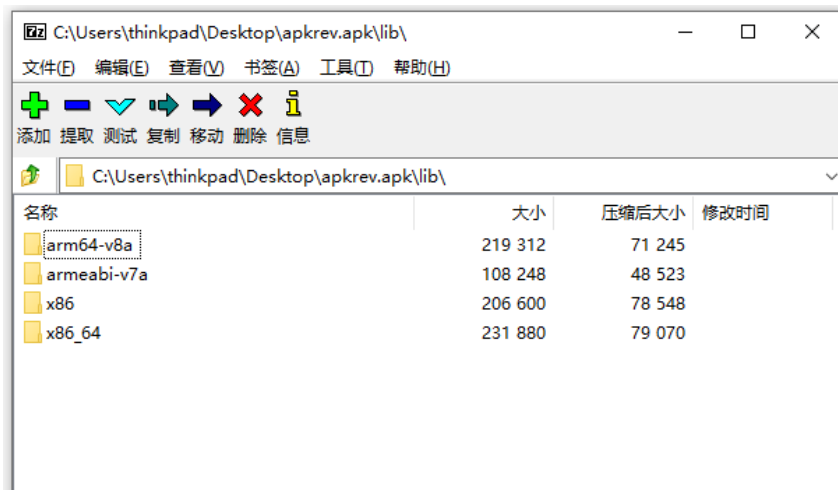 C:\Users\thinkpad\Desktop\apkrev.apk\lib\
文件(F) 编辑(E) 查看(V) 书签(A) 工具(T) 帮助(H)
添加 提取 测试 复制 移动 删除 信息
C:\Users\thinkpad\Desktop\apkrev.apk\lib\
名称 大小 压缩后大小 修改时间
arm64-v8a 219 312 71 245
armeabi-v7a 108 248 48 523
x86 206 600 78 548
x86_64 231 880 79 070